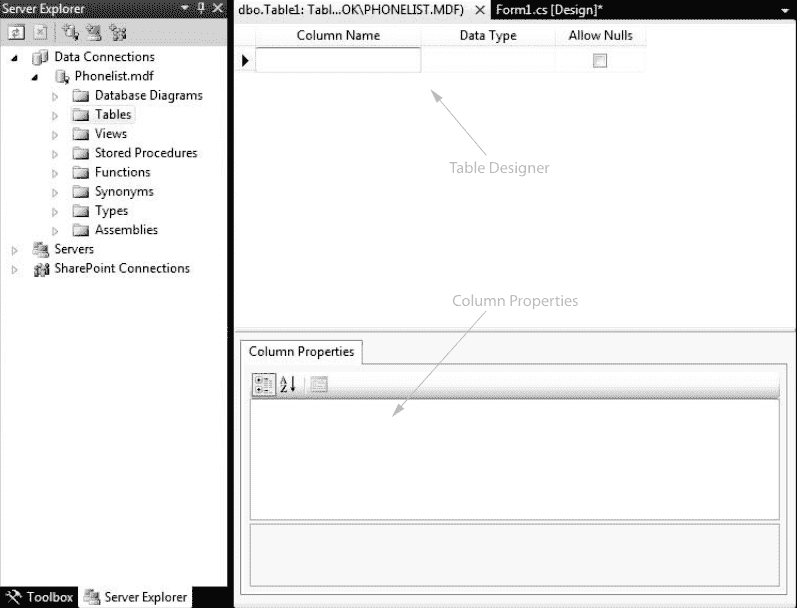 Server Explorer
dbo.Table1: Tabl...OK\PHONELIST.MDF)
Form1.cs [Design]*
Data Connections
Phonelist.mdf
Database Diagrams
Tables
Views
Stored Procedures
Functions
Synonyms
Types
Assemblies
Servers
SharePoint Connections
Column Name Data Type Allow Nulls
Table Designer
Column Properties
Column Properties
AZ
Toolbox
Server Explorer